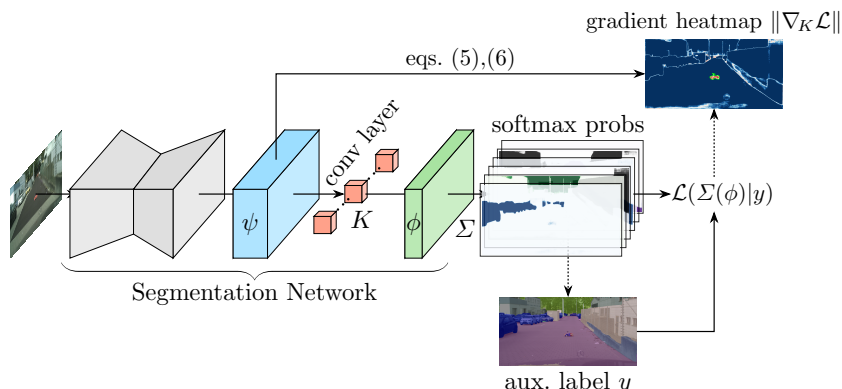 gradient heatmap ‖∇_K ℒ‖
eqs. (5),(6)
conv layer
softmax probs
ψ
K
ϕ
Σ
ℒ(Σ(ϕ)|y)
Segmentation Network
aux. label y